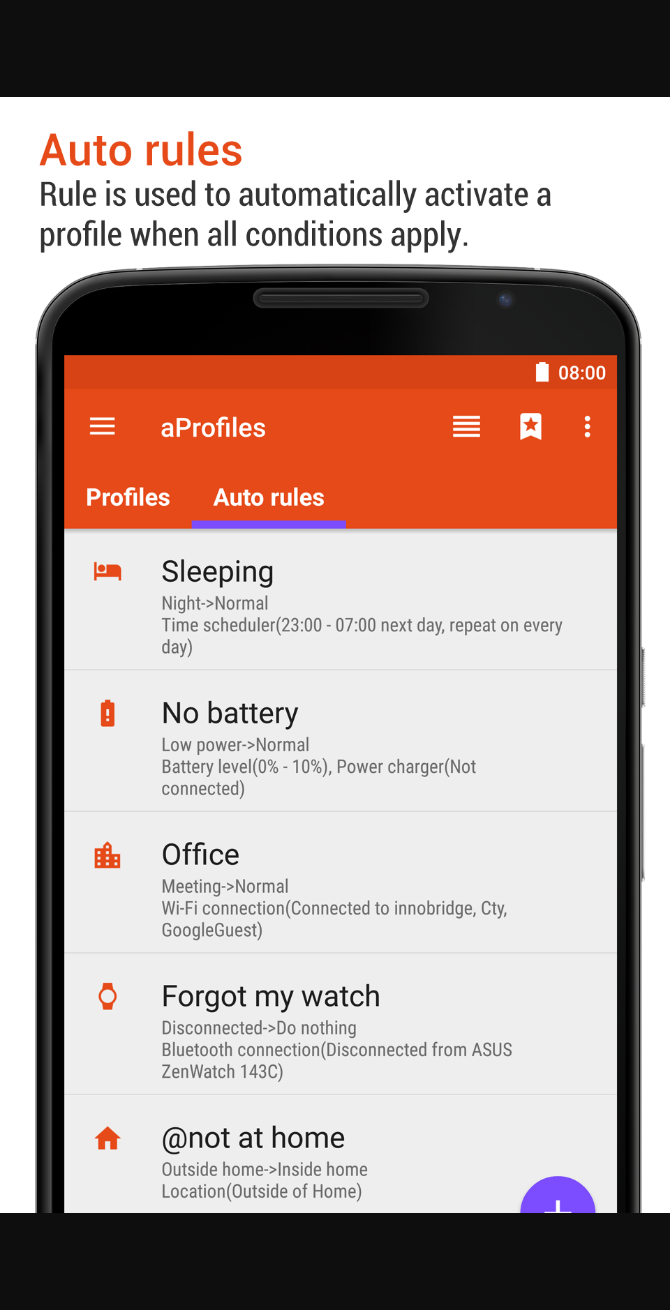 Auto rules
Rule is used to automatically activate a
profile when all conditions apply.
08:00
aProfiles
Profiles
Auto rules
Sleeping
Night->Normal
Time scheduler(23:00 - 07:00 next day, repeat on every
day)
No battery
Low power->Normal
Battery level(0% - 10%), Power charger(Not
connected)
Office
Meeting->Normal
Wi-Fi connection(Connected to innobridge, Cty,
GoogleGuest)
Forgot my watch
Disconnected->Do nothing
Bluetooth connection(Disconnected from ASUS
ZenWatch 143C)
@not at home
Outside home->Inside home
Location(Outside of Home)